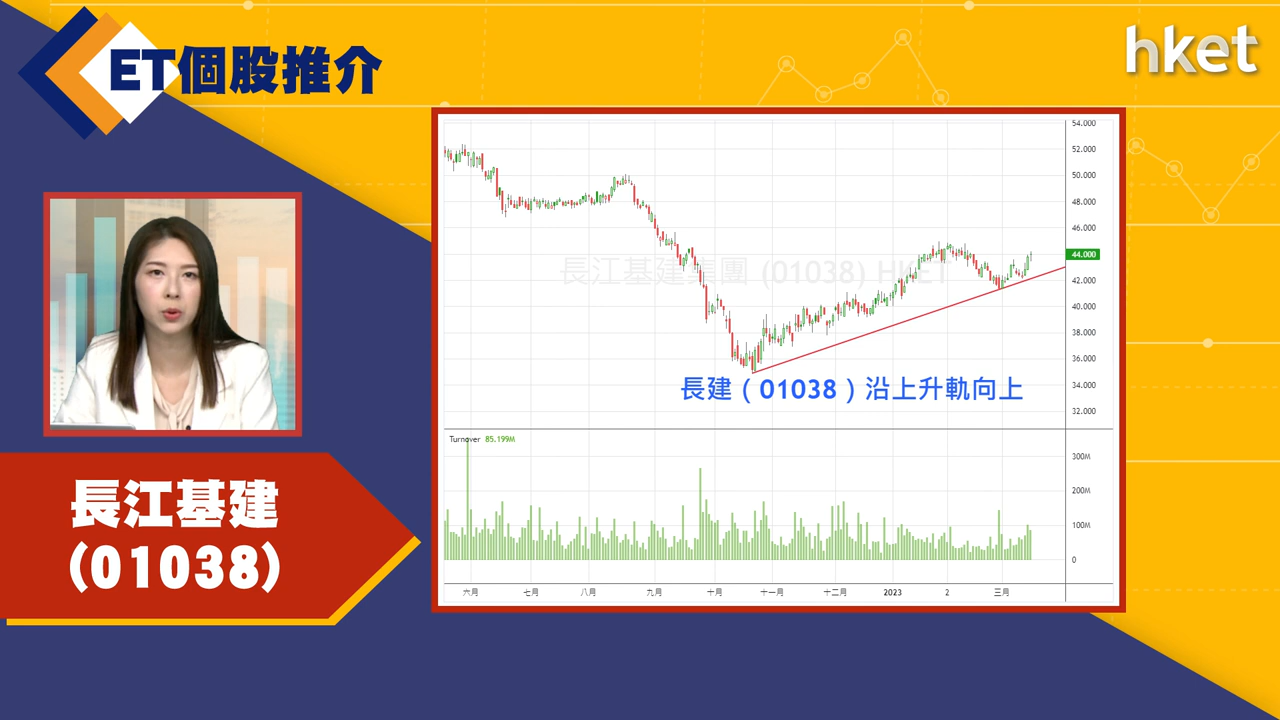 ET個股推介
hket
長江基建
(01038)
長江基建集團 (01038) HKET
長建（01038）沿上升軌向上
54.000
52.000
50.000
48.000
46.000
44.000
42.000
40.000
38.000
36.000
34.000
32.000
Turnover 85.199M
300M
200M
100M
0
六月 七月 八月 九月 十月 十一月 十二月 2023 2 三月